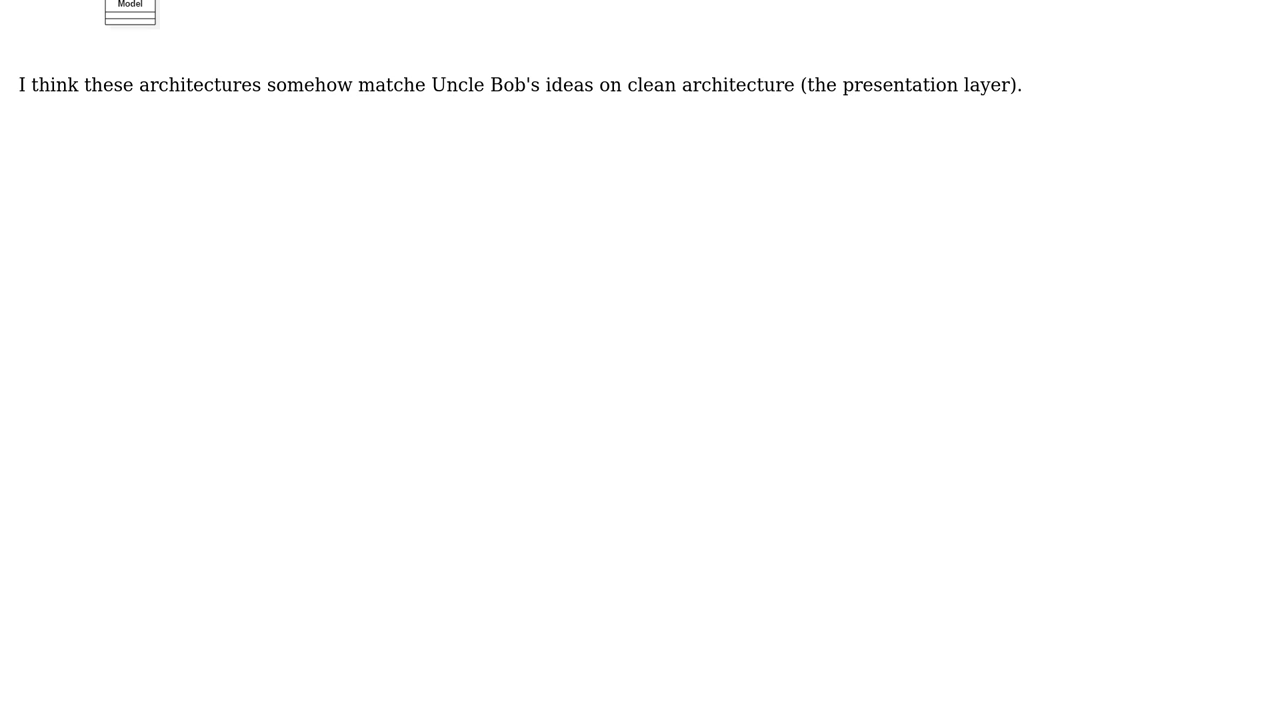 Model
I think these architectures somehow matche Uncle Bob's ideas on clean architecture (the presentation layer).